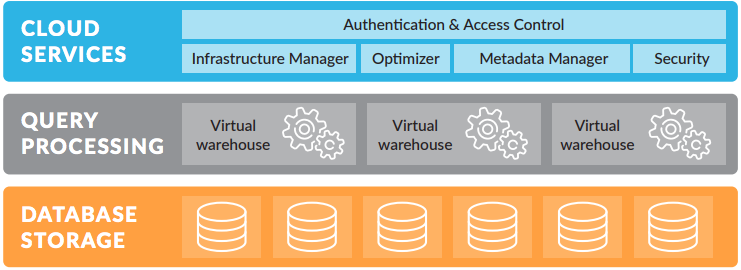 CLOUD
SERVICES
Authentication & Access Control
Infrastructure Manager
Optimizer
Metadata Manager
Security
QUERY
PROCESSING
Virtual
warehouse
Virtual
warehouse
Virtual
warehouse
DATABASE
STORAGE